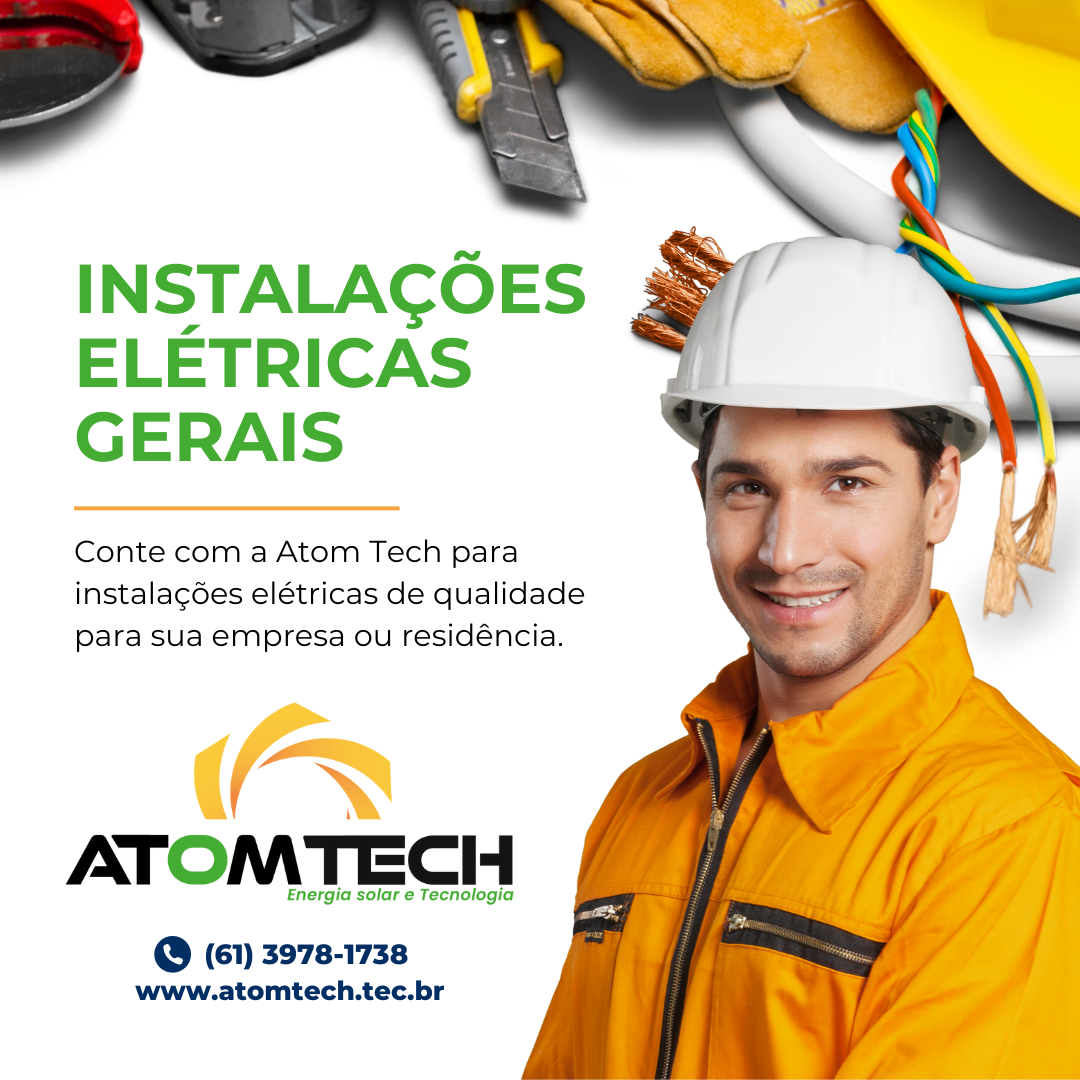 INSTALAÇÕES
ELÉTRICAS
GERAIS
Conte com a Atom Tech para
instalações elétricas de qualidade
para sua empresa ou residência.
ATOMTECH
Energia solar e Tecnologia
(61) 3978-1738
www.atomtech.tec.br